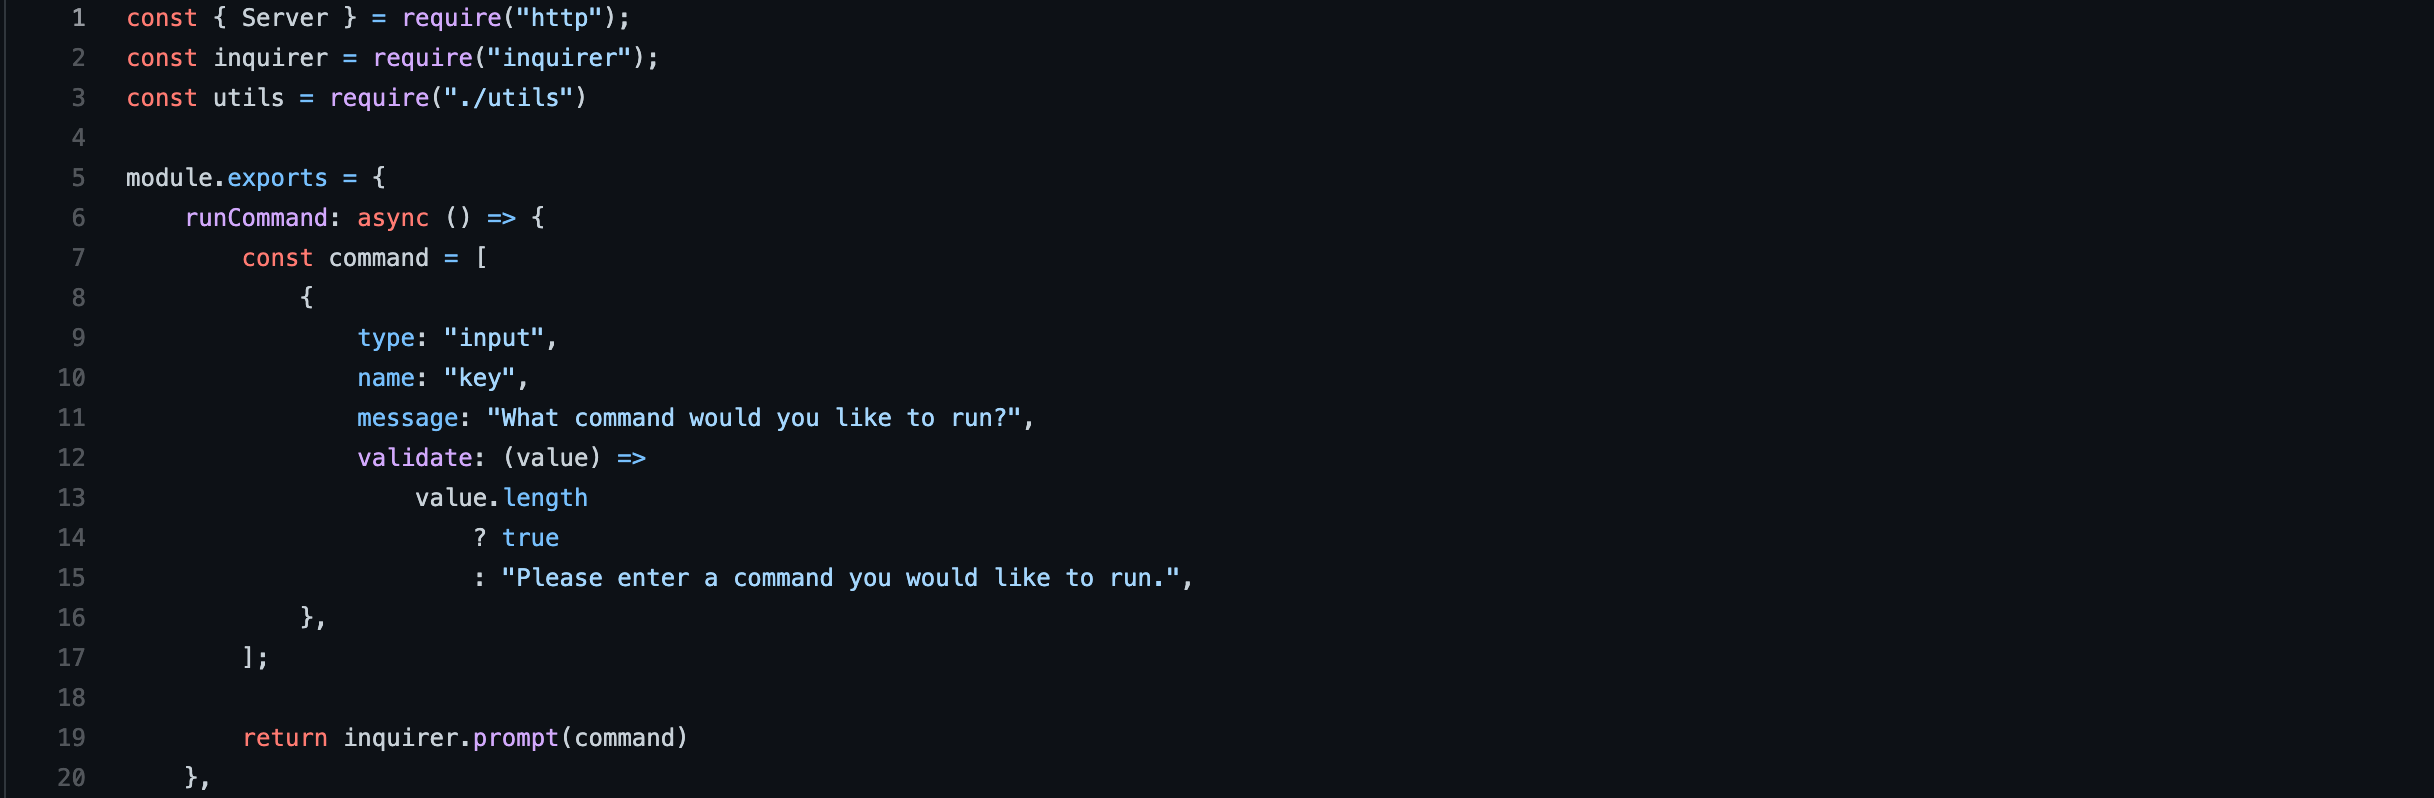 1 const { Server } = require("http");
2 const inquirer = require("inquirer");
3 const utils = require("./utils")
4
5 module.exports = {
6     runCommand: async () => {
7         const command = [
8             {
9                 type: "input",
10                 name: "key",
11                 message: "What command would you like to run?",
12                 validate: (value) =>
13                     value.length
14                         ? true
15                         : "Please enter a command you would like to run.",
16             },
17         ];
18
19         return inquirer.prompt(command)
20     },